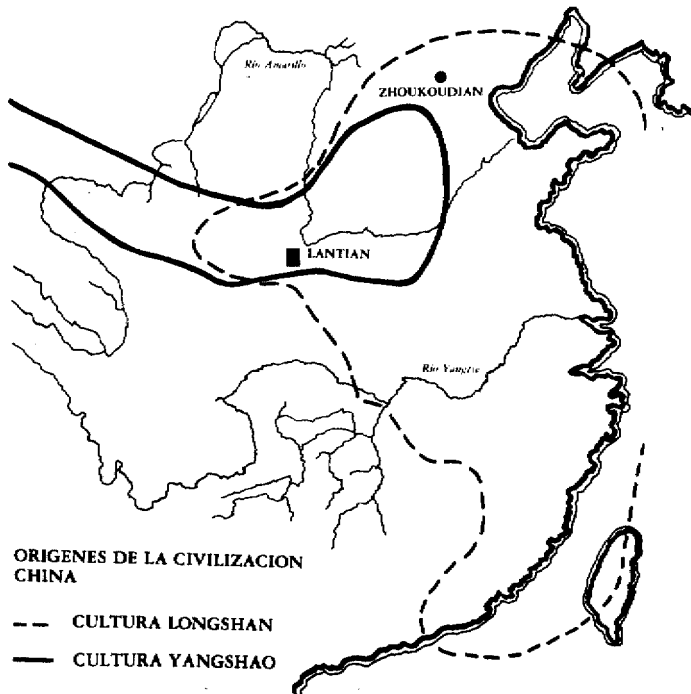 Río Amarillo
ZHOUKOUDIAN
LANTIAN
Río Yangtse
ORIGENES DE LA CIVILIZACION
CHINA
CULTURA LONGSHAN
CULTURA YANGSHAO